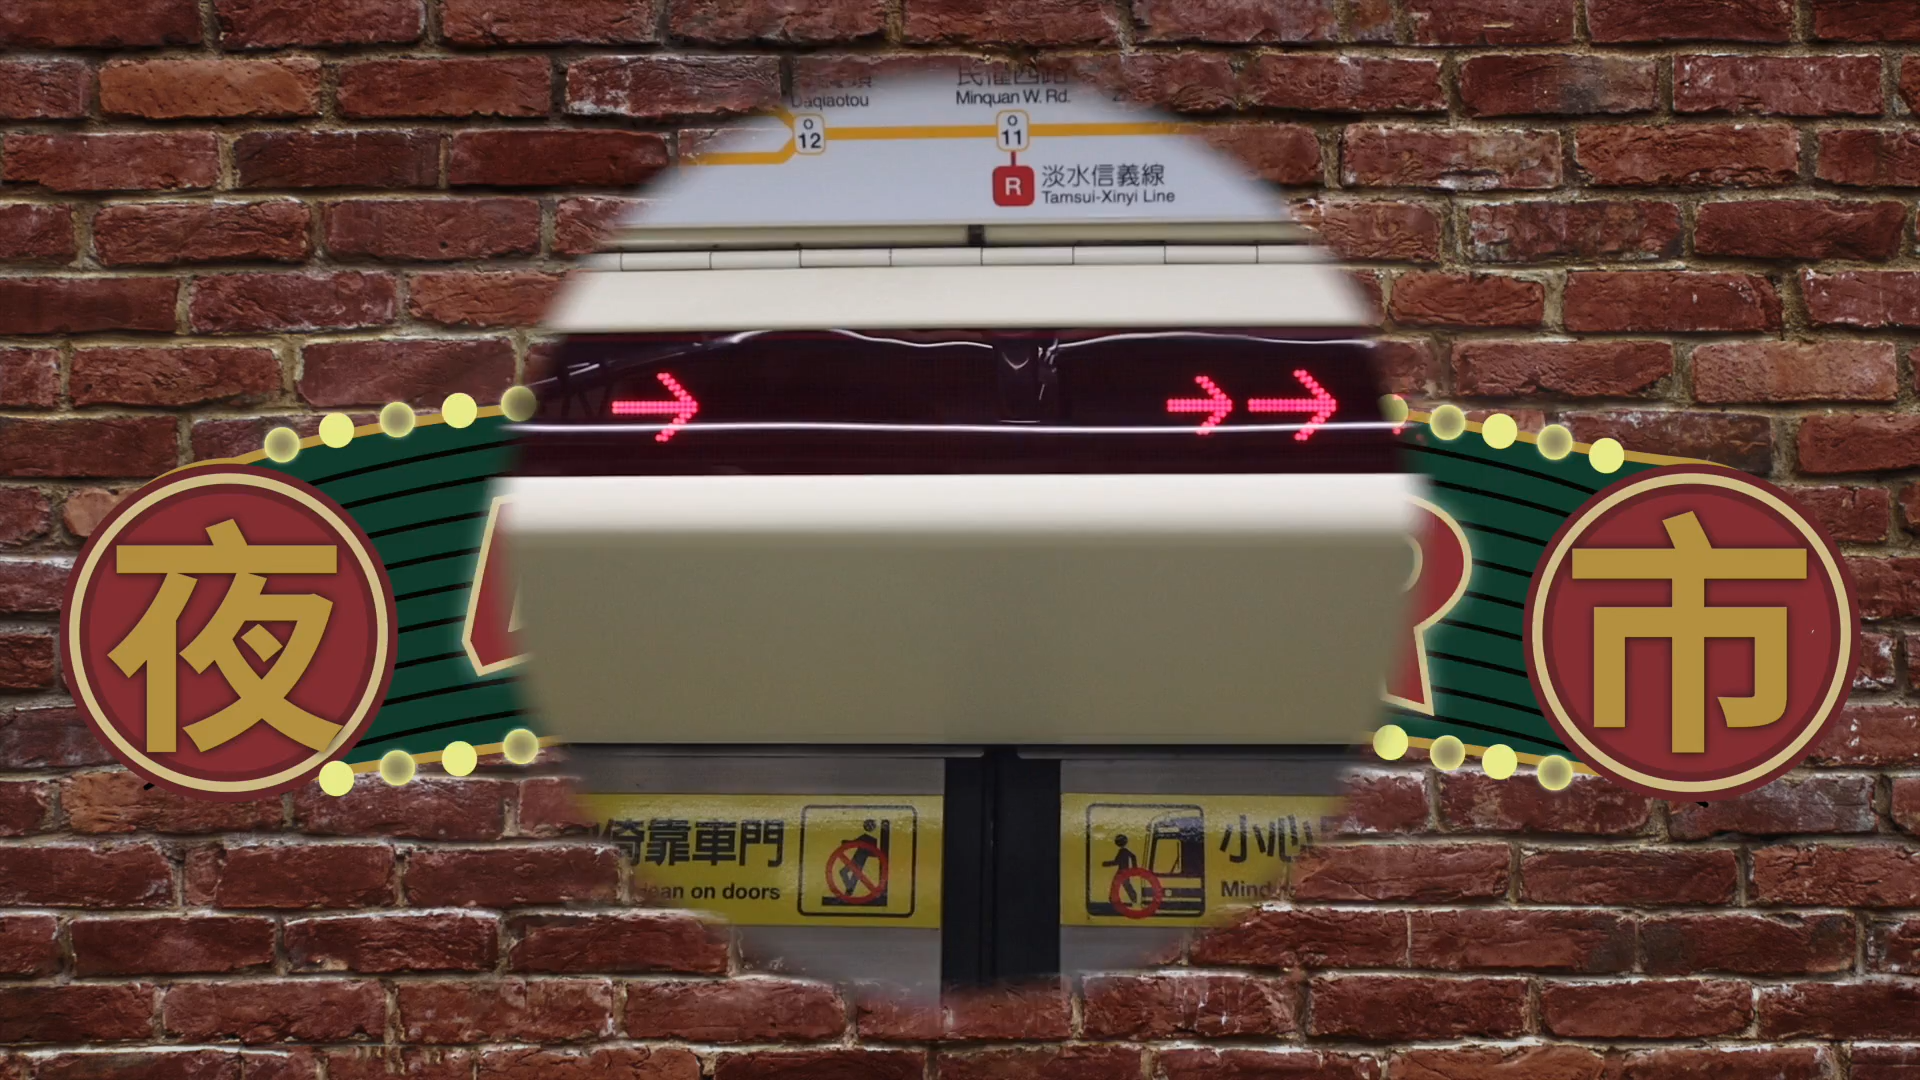 Daqiaotou
民權西路
Minquan W. Rd.
O
12
O
11
R
淡水信義線
Tamsui-Xinyi Line
夜
市
倚靠車門
lean on doors
小心
Mind